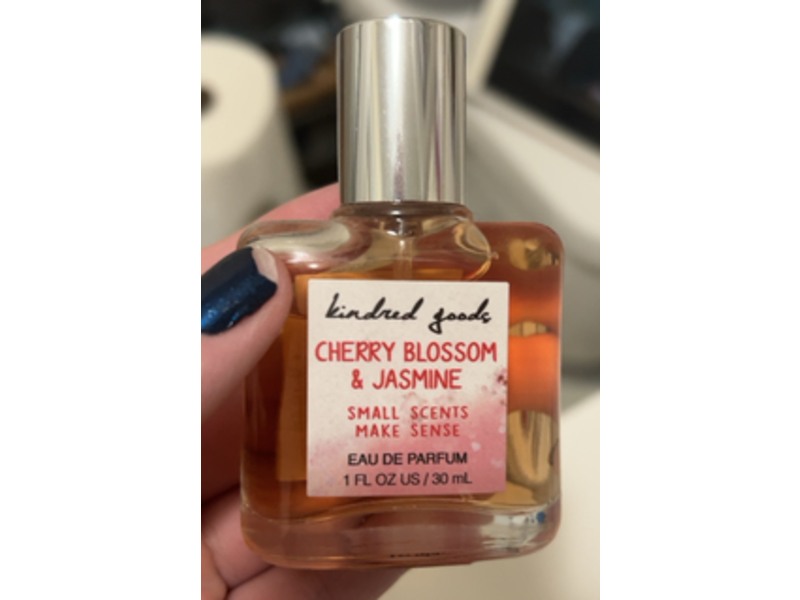 kindred goods
CHERRY BLOSSOM
& JASMINE
SMALL SCENTS
MAKE SENSE
EAU DE PARFUM
1 FL OZ US / 30 mL